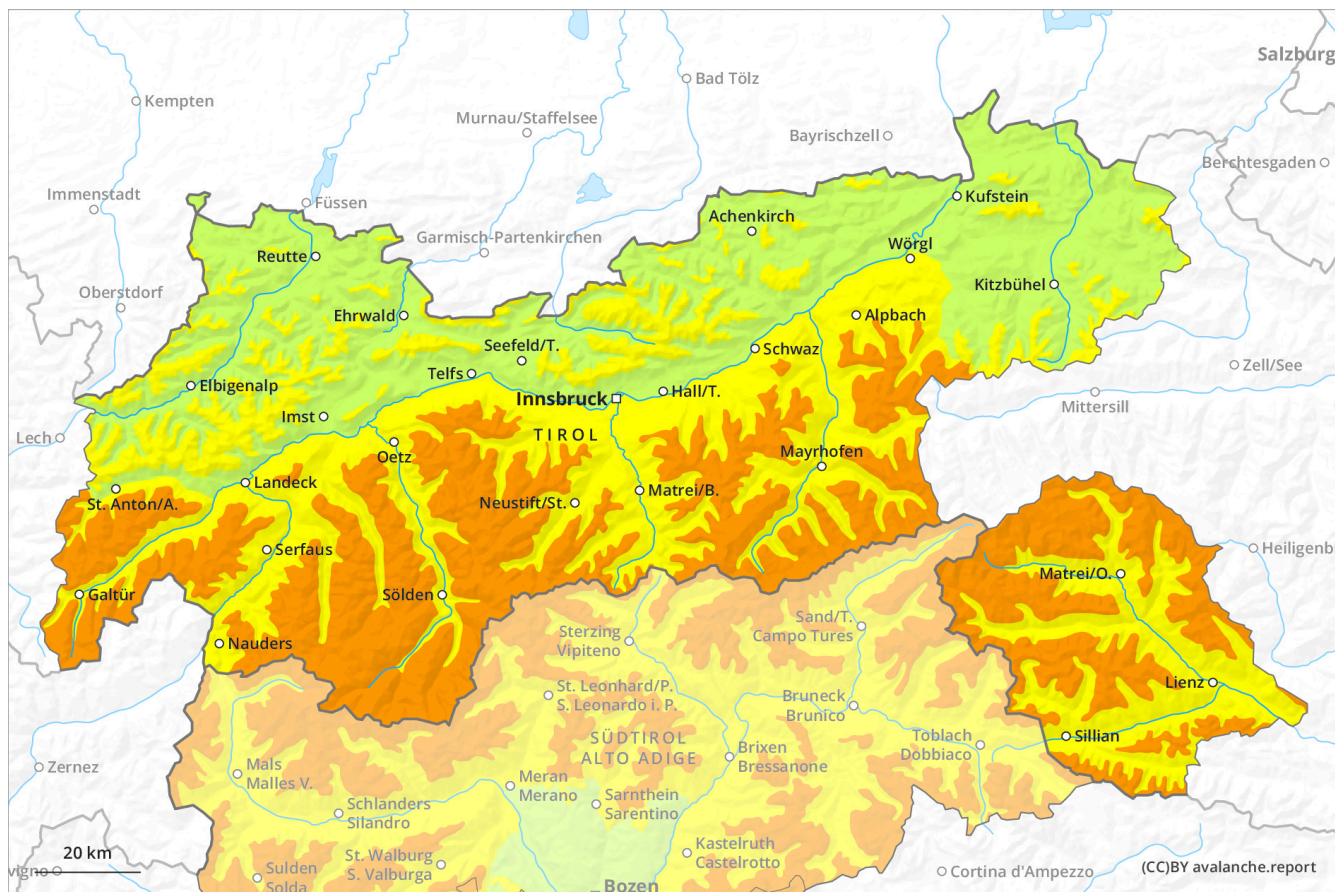 Salzburg
Bad Tölz
Kempten
Murnau/Staffelsee
Bayrischzell
Berchtesgaden
Immenstadt
Füssen
Kufstein
Achenkirch
Garmisch-Partenkirchen
Wörgl
Reutte
Oberstdorf
Kitzbühel
Ehrwald
Alpbach
Seefeld/T.
Schwaz
Zell/See
Telfs
Elbigenalp
Hall/T.
Innsbruck
Mittersill
Imst
Lech
TIROL
Oetz
Mayrhofen
Landeck
Matrei/B.
St. Anton/A.
Neustift/St.
Serfaus
Heiligenb
Matrei/O.
Galtür
Sölden
Sand/T.
Campo Tures
Sterzing
Vipiteno
Nauders
Lienz
St. Leonhard/P.
S. Leonardo i. P.
Bruneck
Brunico
Sillian
SÜDTIROL
ALTO ADIGE
Toblach
Dobbiaco
Brixen
Bressanone
Zernez
Mals
Malles V.
Meran
Merano
Sarnthein
Sarentino
Schlanders
Silandro
Kastelruth
Castelrotto
20 km
St. Walburg
S. Valburga
vigno
Sulden
Solda
Cortina d'Ampezzo
(CC)BY avalanche.report
Bozen